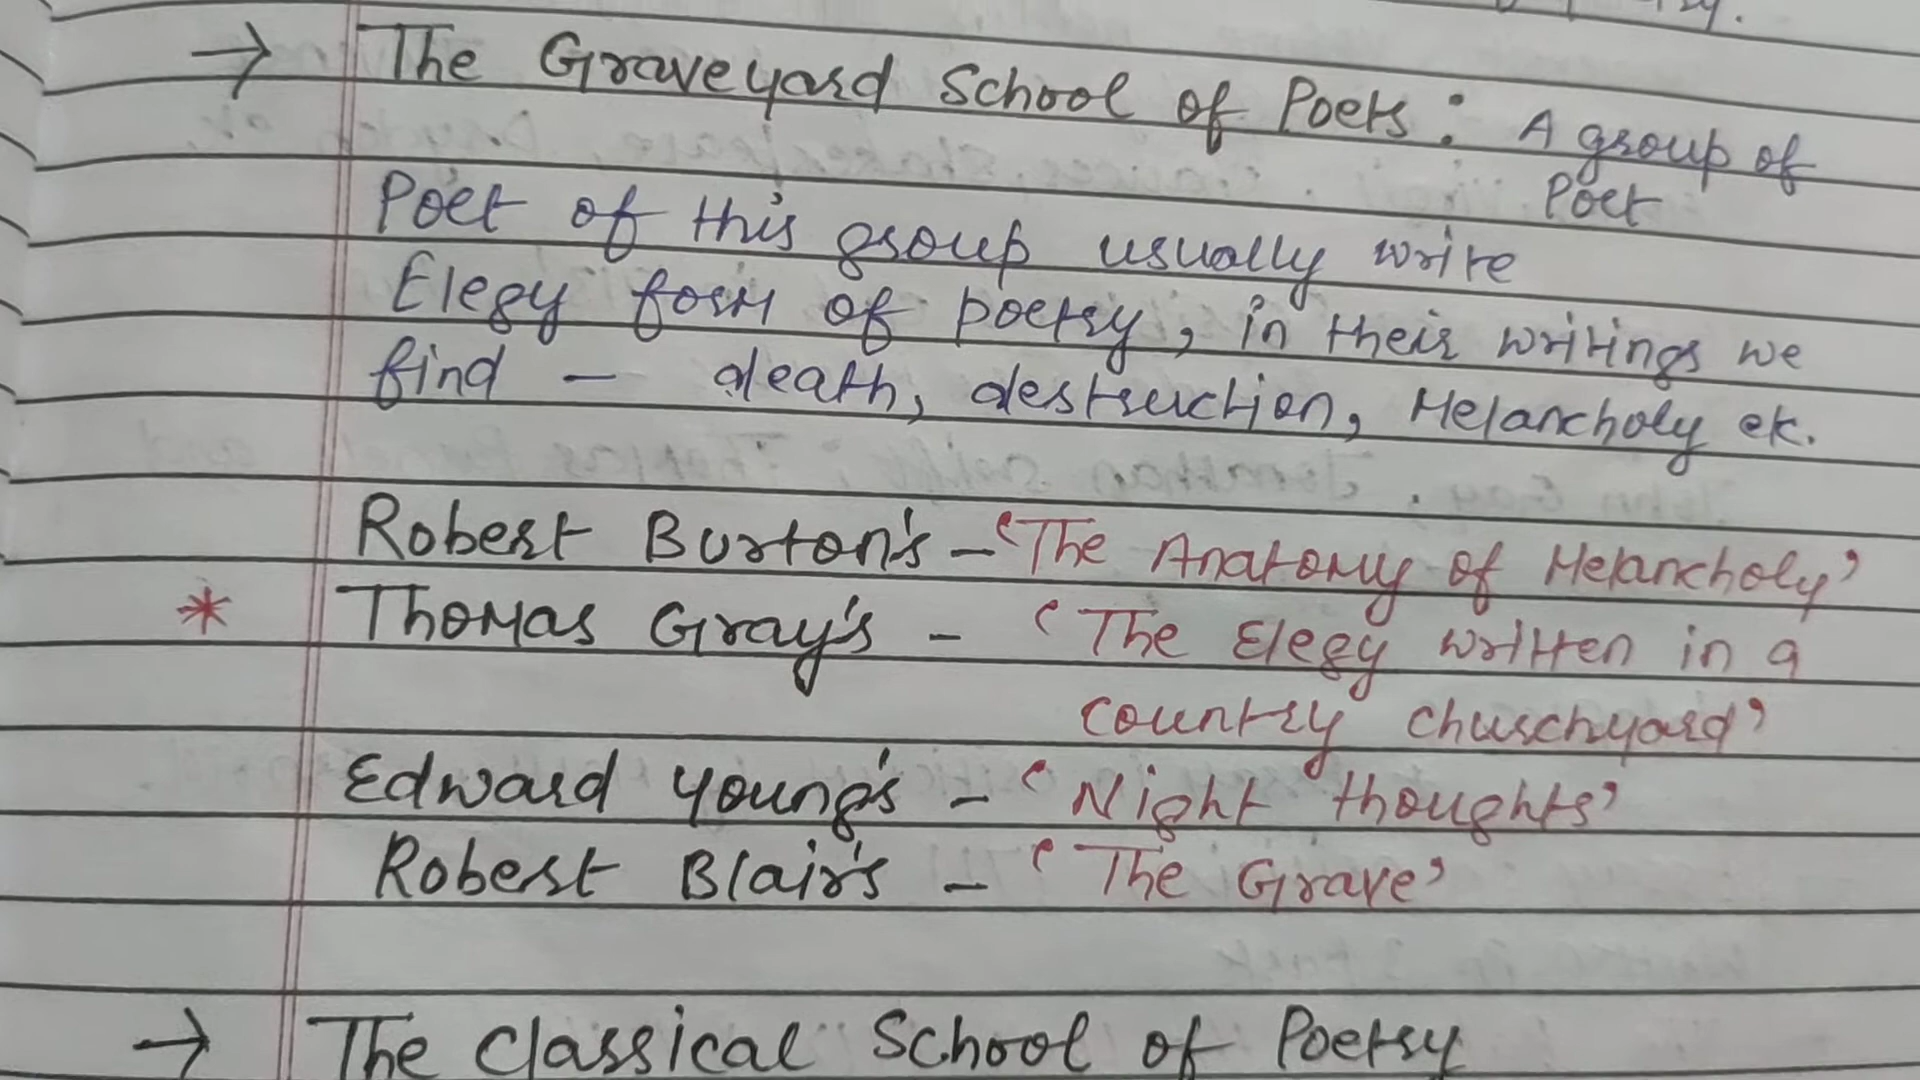 → The Graveyard School of Poets : A group of
Poet
Poet of this group usually write
Elegy form of poetry, in their writings we
find - death, destruction, Melancholy etc.
Robert Burton's - 'The Anatomy of Melancholy'
* Thomas Gray's - 'The Elegy written in a
country churchyard'
Edward Young's - 'Night thoughts'
Robert Blair's - 'The Grave'
→ The Classical School of Poetry